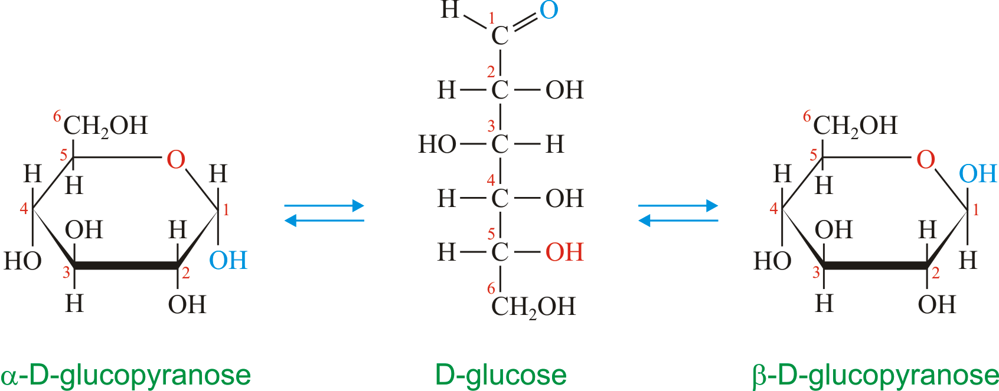 H 1 C O
2
H C OH
3
HO C H
4
H C OH
5
H C OH
6
CH2OH
6 CH2OH
5 O
H H H
4 1
OH H
HO 3 2 OH
H OH
6 CH2OH
5 O OH
H H
4 1
OH H
HO 3 2 H
H OH
α-D-glucopyranose
D-glucose
β-D-glucopyranose